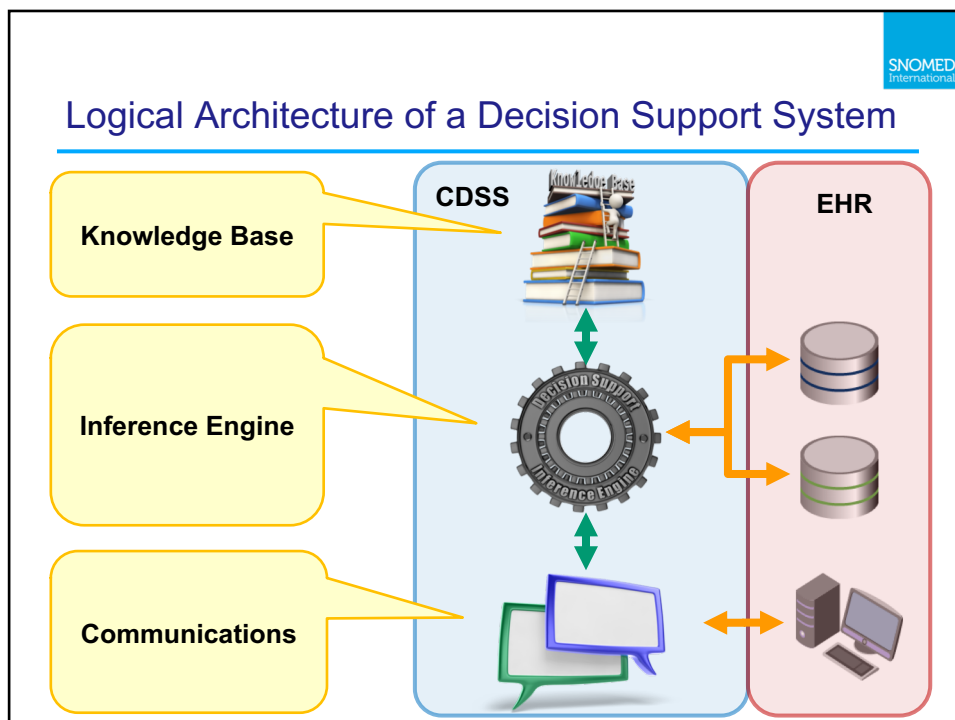 SNOMED
International
Logical Architecture of a Decision Support System
Knowledge Base
CDSS
Knowledge Base
EHR
Inference Engine
Decision Support
Inference Engine
Communications